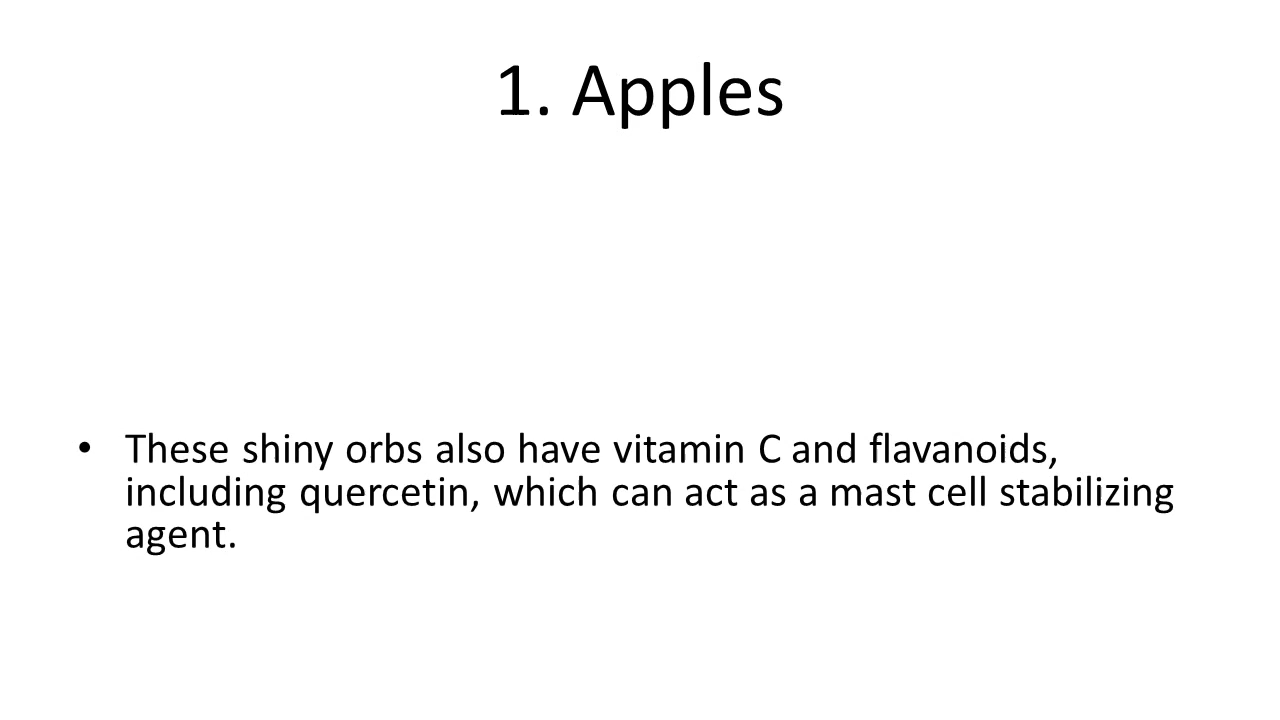 1. Apples
• These shiny orbs also have vitamin C and flavanoids,
including quercetin, which can act as a mast cell stabilizing
agent.